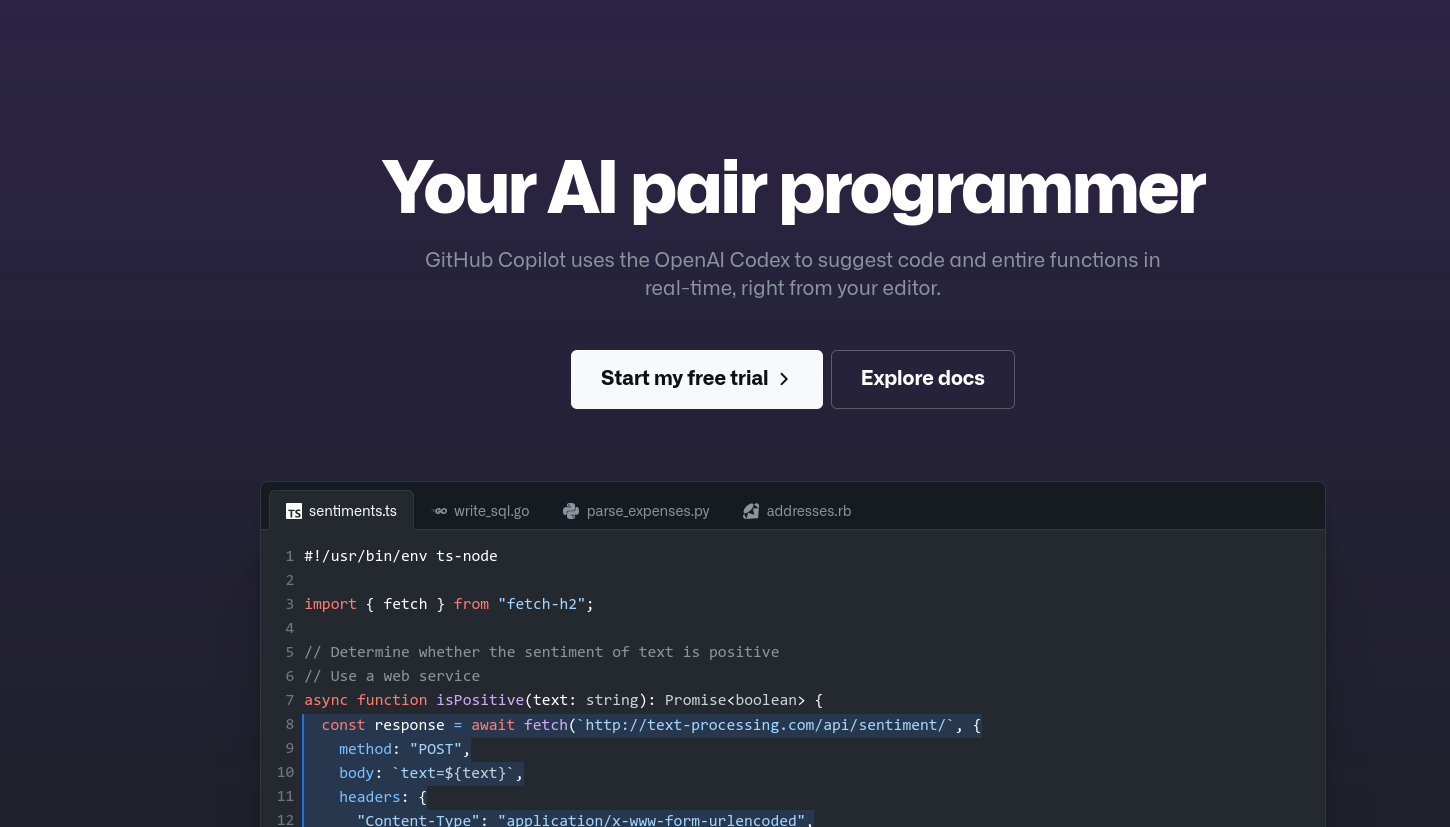 Your AI pair programmer
GitHub Copilot uses the OpenAI Codex to suggest code and entire functions in
real-time, right from your editor.
Start my free trial
Explore docs
TS sentiments.ts
GO write_sql.go
parse_expenses.py
addresses.rb
1 #!/usr/bin/env ts-node
2
3 import { fetch } from "fetch-h2";
4
5 // Determine whether the sentiment of text is positive
6 // Use a web service
7 async function isPositive(text: string): Promise<boolean> {
8   const response = await fetch(`http://text-processing.com/api/sentiment/`, {
9     method: "POST",
10     body: `text=${text}`,
11     headers: {
12       "Content-Type": "application/x-www-form-urlencoded",